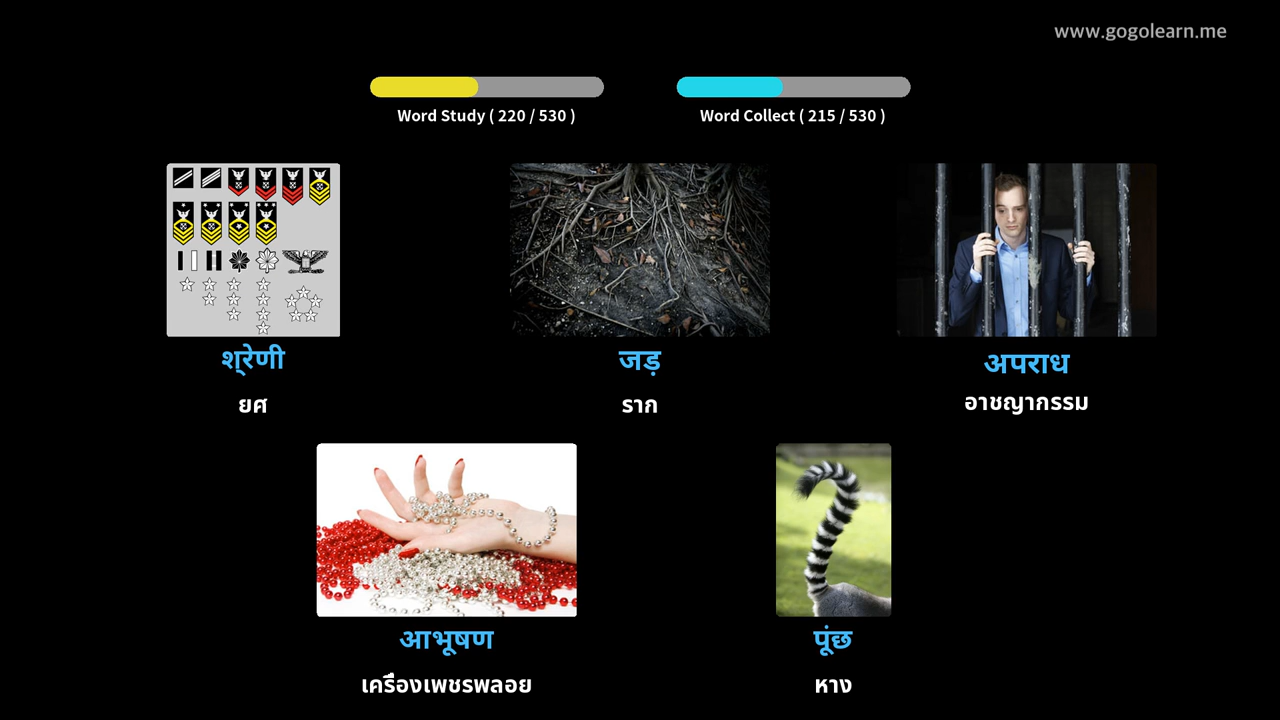 www.gogolearn.me
Word Study ( 220 / 530 )
Word Collect ( 215 / 530 )
श्रेणी
ยศ
जड़
ราก
अपराध
อาชญากรรม
आभूषण
เครื่องเพชรพลอย
पूंछ
หาง